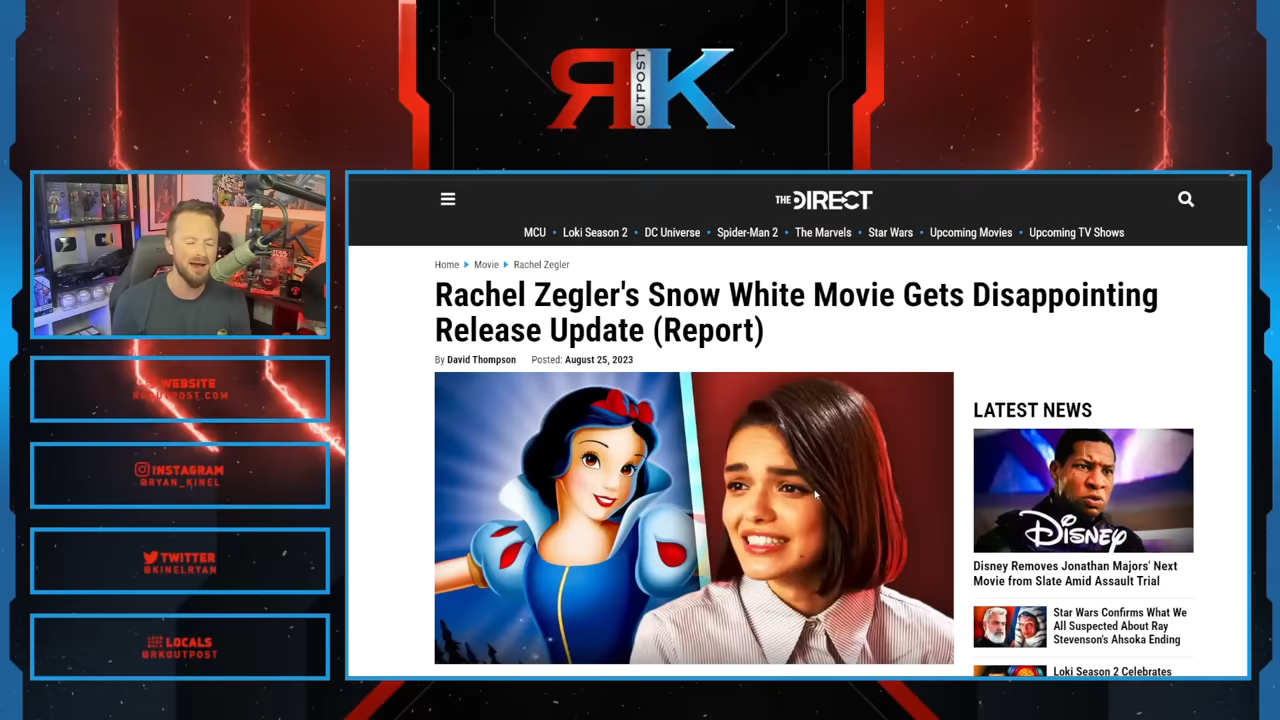 RK
OUTPOST
WEBSITE
RKOUTPOST.COM
INSTAGRAM
@RYAN_KINEL
TWITTER
@KINELRYAN
LOCALS
@RKOUTPOST
THE DIRECT
MCU • Loki Season 2 • DC Universe • Spider-Man 2 • The Marvels • Star Wars • Upcoming Movies • Upcoming TV Shows
Home Movie Rachel Zegler
Rachel Zegler's Snow White Movie Gets Disappointing
Release Update (Report)
By David Thompson Posted: August 25, 2023
LATEST NEWS
Disney
Disney Removes Jonathan Majors' Next
Movie from Slate Amid Assault Trial
Star Wars Confirms What We
All Suspected About Ray
Stevenson's Ahsoka Ending
Loki Season 2 Celebrates